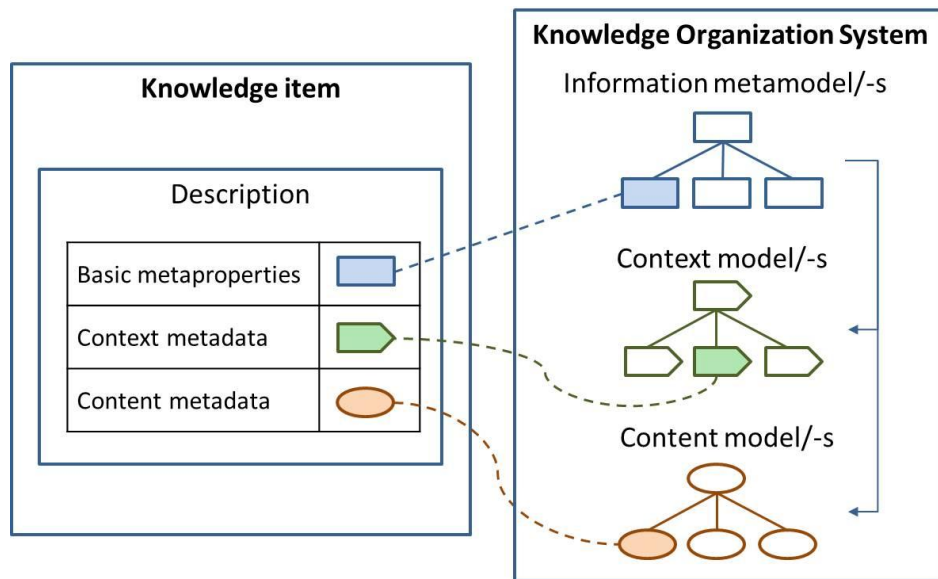 Knowledge item
Description
Basic metaproperties
Context metadata
Content metadata
Knowledge Organization System
Information metamodel/-s
Context model/-s
Content model/-s